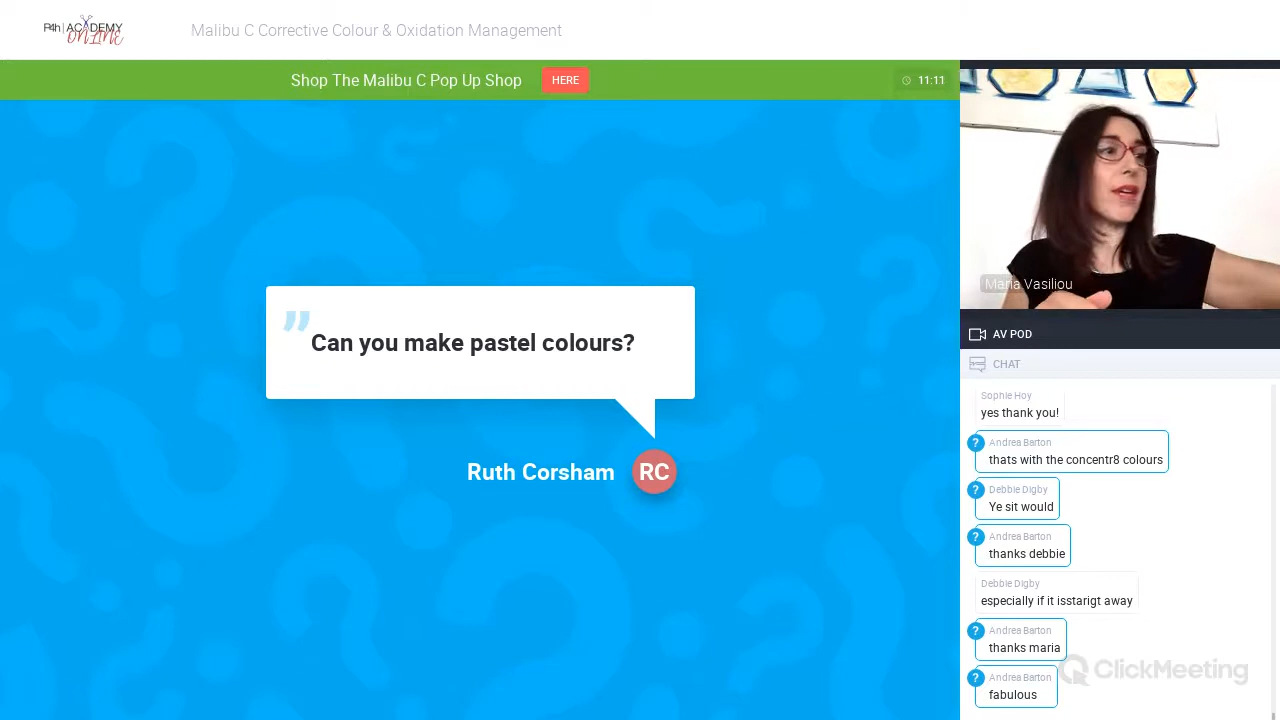 P4h | ACADEMY
ONLINE
Malibu C Corrective Colour & Oxidation Management
Shop The Malibu C Pop Up Shop HERE
11:11
Can you make pastel colours?
Ruth Corsham RC
Maria Vasiliou
AV POD
CHAT
Sophie Hoy
yes thank you!
? Andrea Barton
thats with the concentr8 colours
? Debbie Digby
Ye sit would
? Andrea Barton
thanks debbie
Debbie Digby
especially if it isstarigt away
? Andrea Barton
thanks maria
? Andrea Barton
fabulous
ClickMeeting